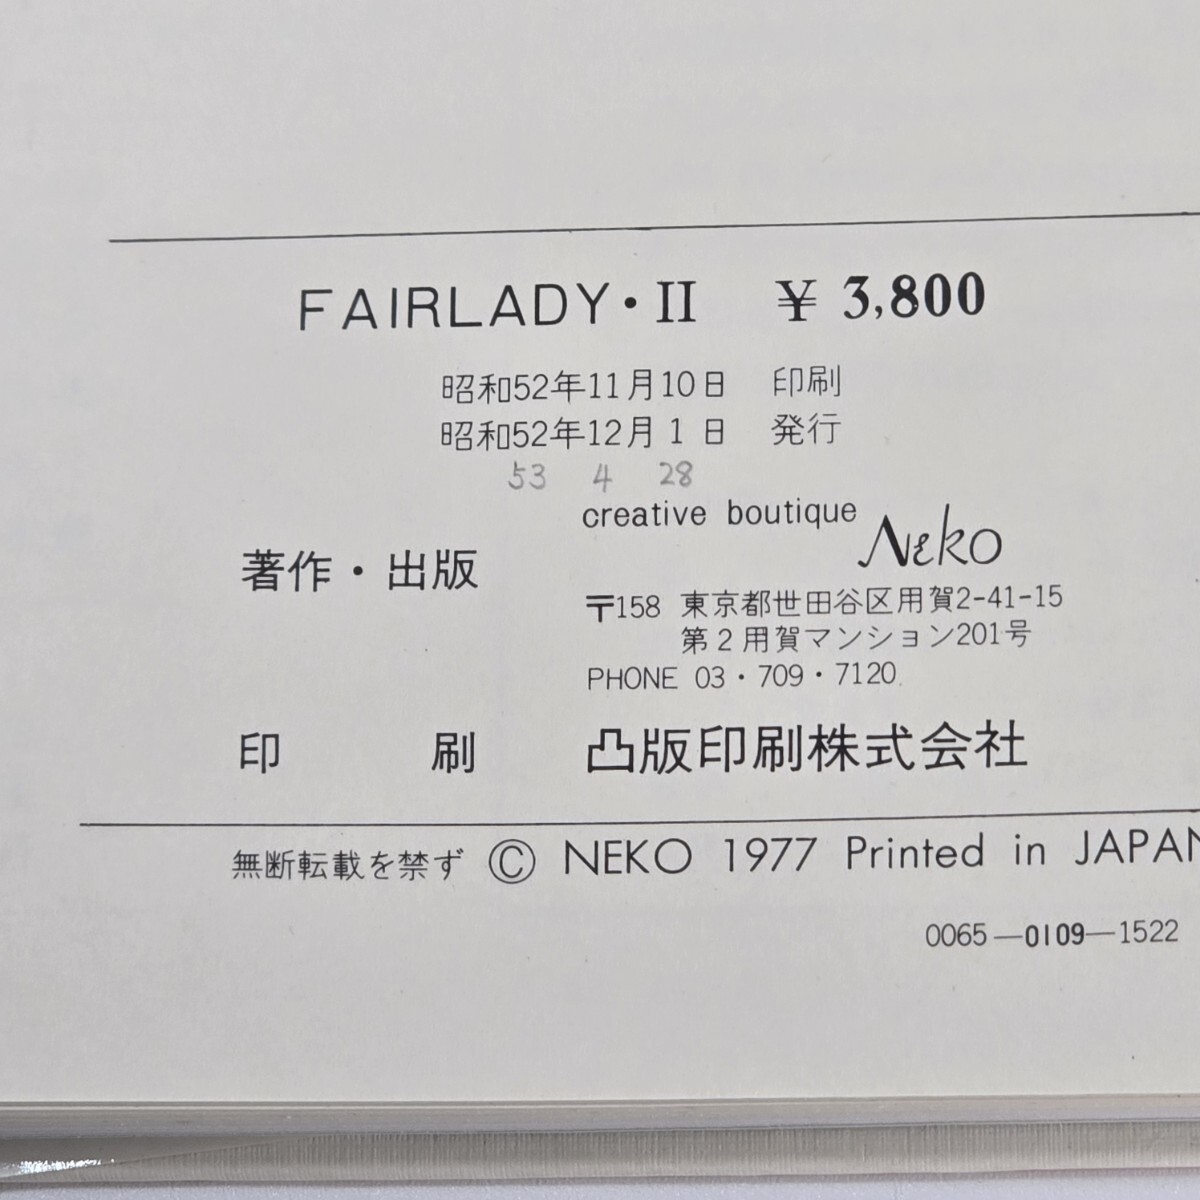 FAIRLADY・II ¥ 3,800
昭和52年11月10日 印刷
昭和52年12月1日 発行
53 4 28
creative boutique Neko
著作・出版
〒158 東京都世田谷区用賀2-41-15
第2用賀マンション201号
PHONE 03・709・7120
印刷 凸版印刷株式会社
無断転載を禁ず © NEKO 1977 Printed in JAPAN
0065—0109—1522